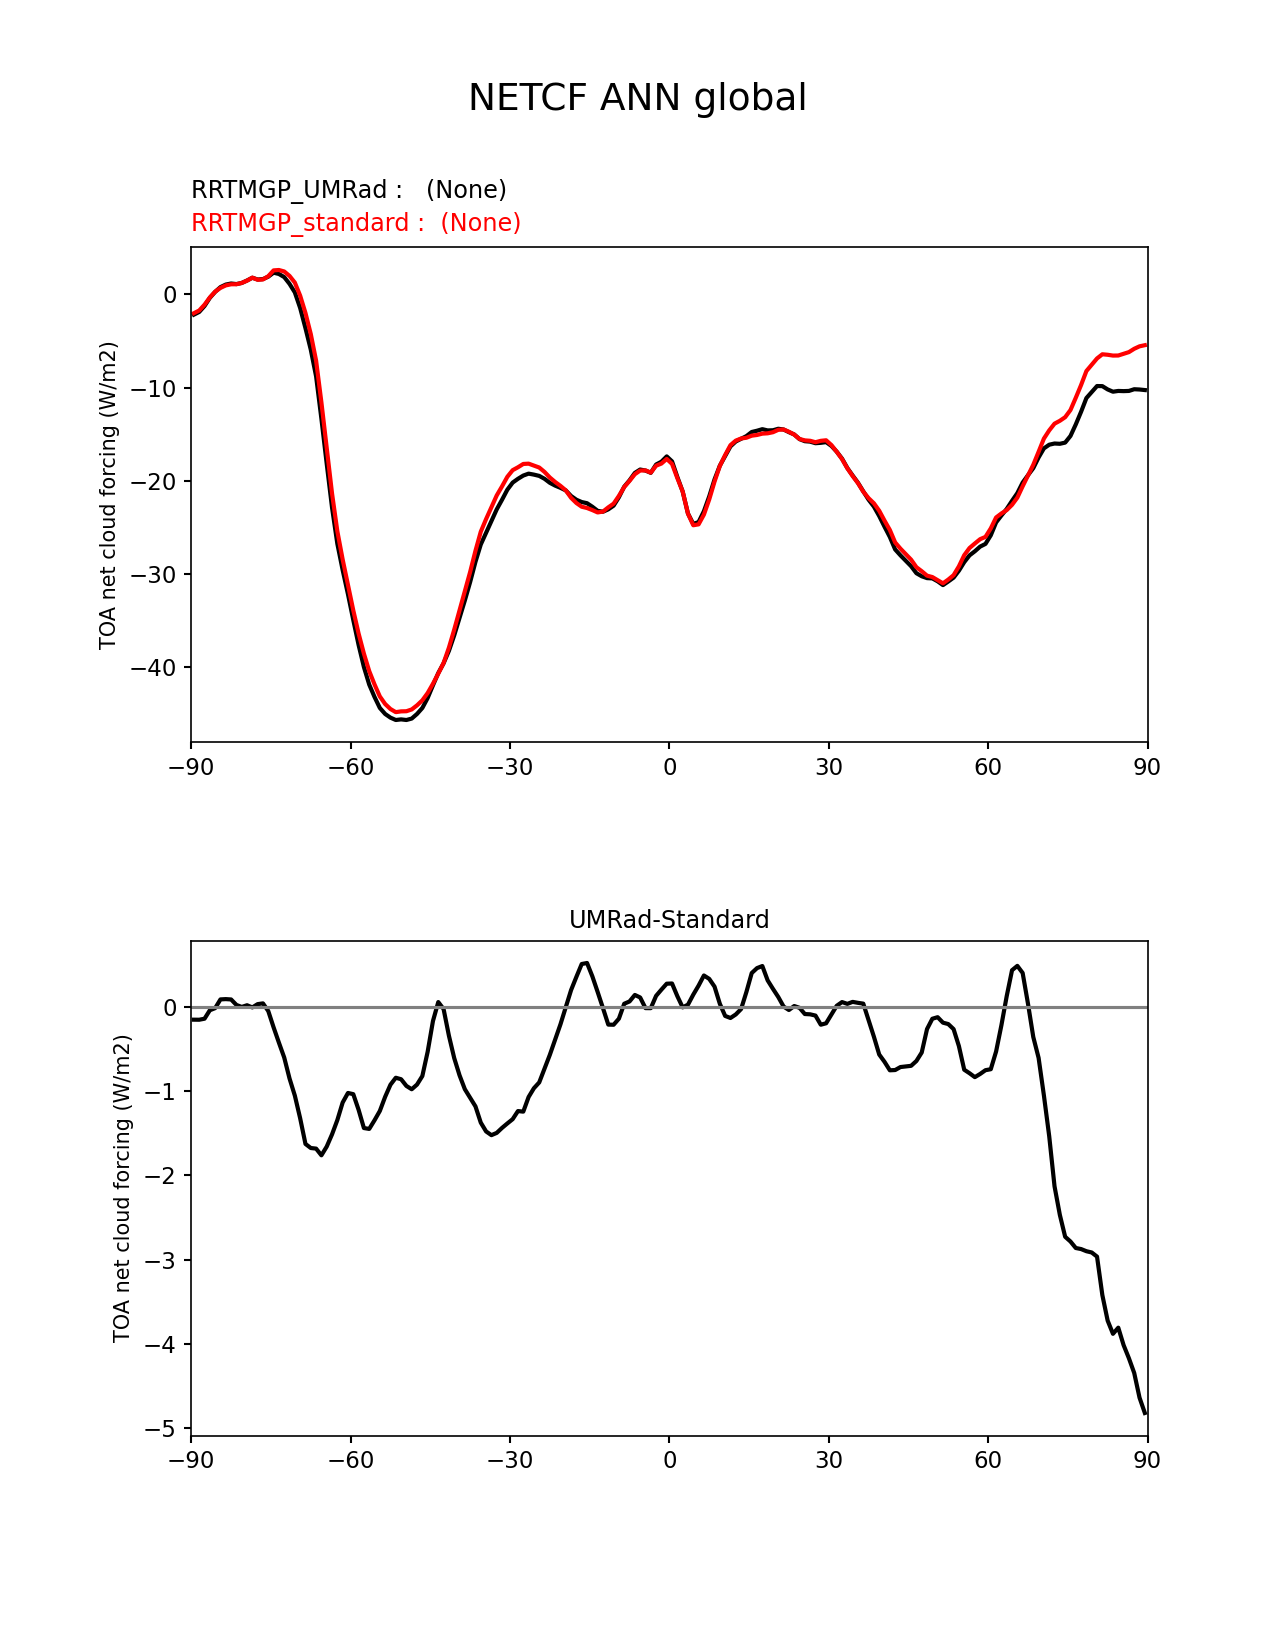 NETCF ANN global
RRTMGP_UMRad :   (None)
RRTMGP_standard :  (None)
TOA net cloud forcing (W/m2)
0
−10
−20
−30
−40
−90 −60 −30 0 30 60 90
UMRad-Standard
TOA net cloud forcing (W/m2)
0
−1
−2
−3
−4
−5
−90 −60 −30 0 30 60 90